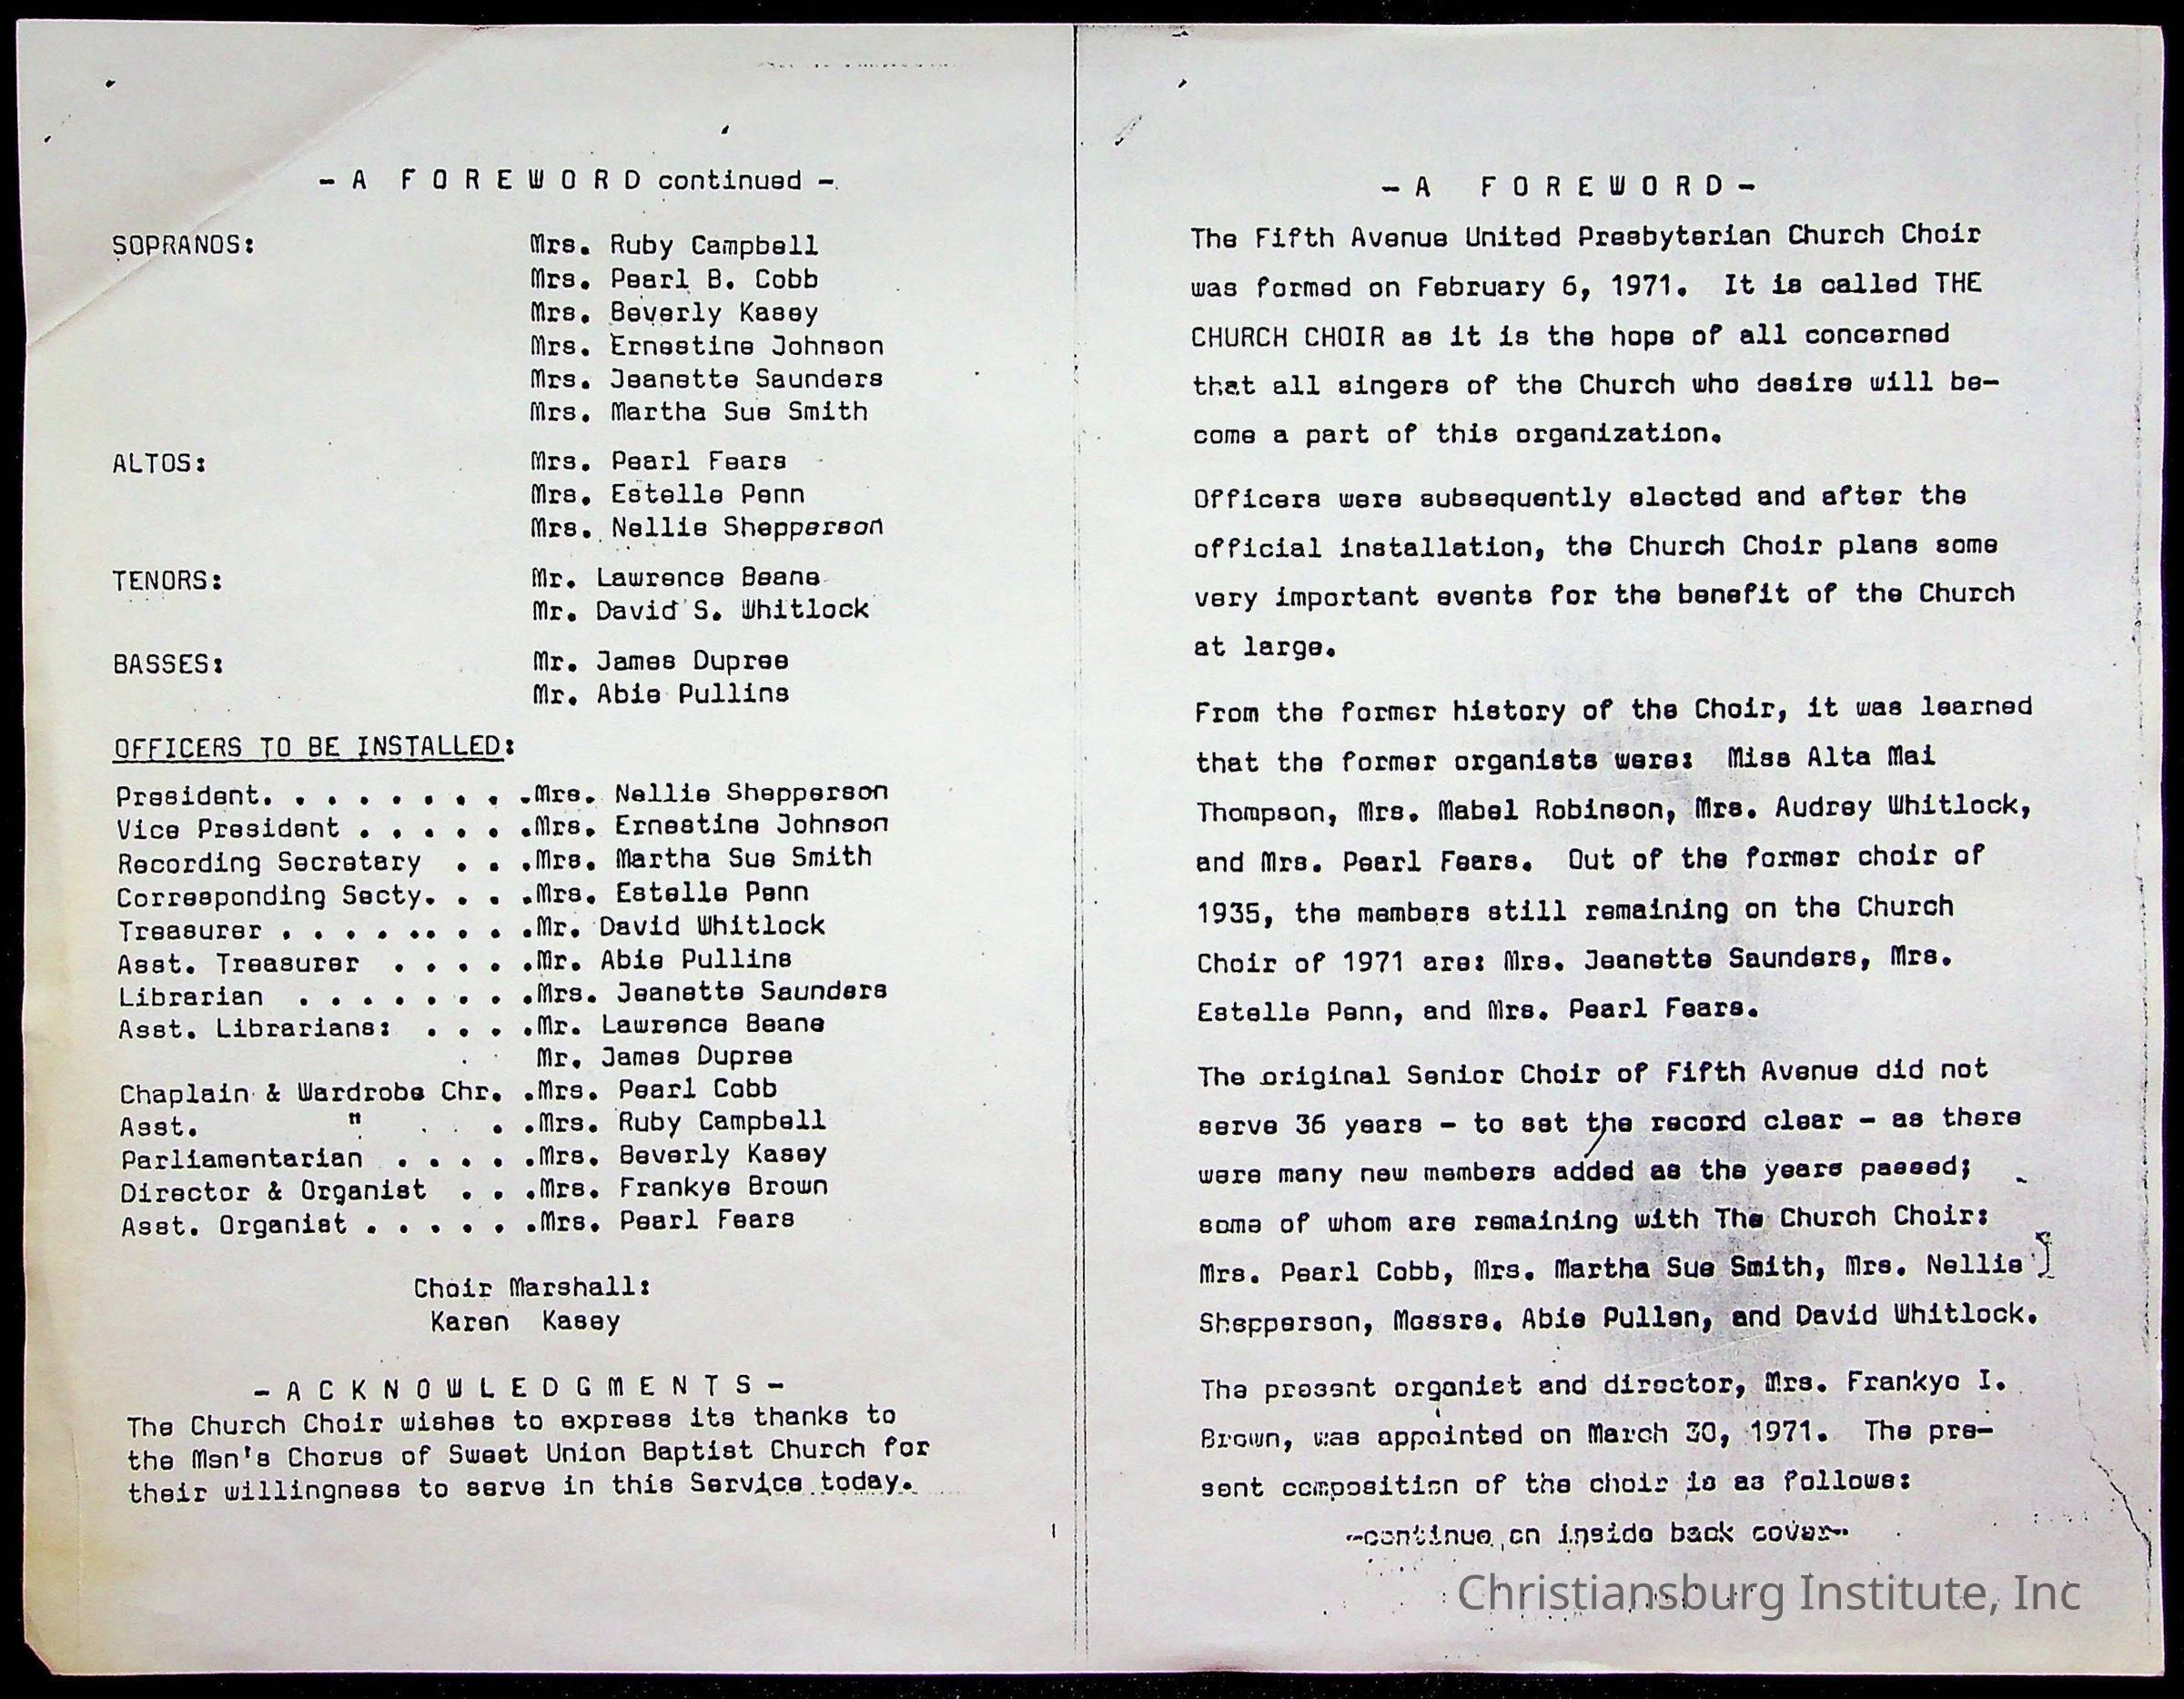 - A F O R E W O R D continued -
SOPRANOS: Mrs. Ruby Campbell
Mrs. Pearl B. Cobb
Mrs. Beverly Kasey
Mrs. Ernestine Johnson
Mrs. Jeanette Saunders
Mrs. Martha Sue Smith
ALTOS: Mrs. Pearl Fears
Mrs. Estelle Penn
Mrs. Nellie Shepperson
TENORS: Mr. Lawrence Beane
Mr. David S. Whitlock
BASSES: Mr. James Dupree
Mr. Abie Pullins
OFFICERS TO BE INSTALLED:
President. . . . . . . . .Mrs. Nellie Shepperson
Vice President . . . . . .Mrs. Ernestine Johnson
Recording Secretary . . .Mrs. Martha Sue Smith
Corresponding Secty. . . .Mrs. Estelle Penn
Treasurer . . . . .. . . .Mr. David Whitlock
Asst. Treasurer . . . . .Mr. Abie Pullins
Librarian . . . . . . . .Mrs. Jeanette Saunders
Asst. Librarians: . . . .Mr. Lawrence Beane
Mr. James Dupree
Chaplain & Wardrobe Chr. .Mrs. Pearl Cobb
Asst. " . .Mrs. Ruby Campbell
Parliamentarian . . . . .Mrs. Beverly Kasey
Director & Organist . . .Mrs. Frankye Brown
Asst. Organist . . . . . .Mrs. Pearl Fears
Choir Marshall:
Karen Kasey
- A C K N O W L E D G M E N T S -
The Church Choir wishes to express its thanks to
the Men's Chorus of Sweet Union Baptist Church for
their willingness to serve in this Service today.
- A F O R E W O R D -
The Fifth Avenue United Presbyterian Church Choir
was formed on February 6, 1971. It is called THE
CHURCH CHOIR as it is the hope of all concerned
that all singers of the Church who desire will be-
come a part of this organization.
Officers were subsequently elected and after the
official installation, the Church Choir plans some
very important events for the benefit of the Church
at large.
From the former history of the Choir, it was learned
that the former organists were: Miss Alta Mai
Thompson, Mrs. Mabel Robinson, Mrs. Audrey Whitlock,
and Mrs. Pearl Fears. Out of the former choir of
1935, the members still remaining on the Church
Choir of 1971 are: Mrs. Jeanette Saunders, Mrs.
Estelle Penn, and Mrs. Pearl Fears.
The original Senior Choir of Fifth Avenue did not
serve 36 years - to set the record clear - as there
were many new members added as the years passed;
some of whom are remaining with The Church Choir:
Mrs. Pearl Cobb, Mrs. Martha Sue Smith, Mrs. Nellie
Shepperson, Messrs. Abie Pullen, and David Whitlock.
The present organist and director, Mrs. Frankye I.
Brown, was appointed on March 30, 1971. The pre-
sent composition of the choir is as follows:
-continue on inside back cover-
Christiansburg Institute, Inc